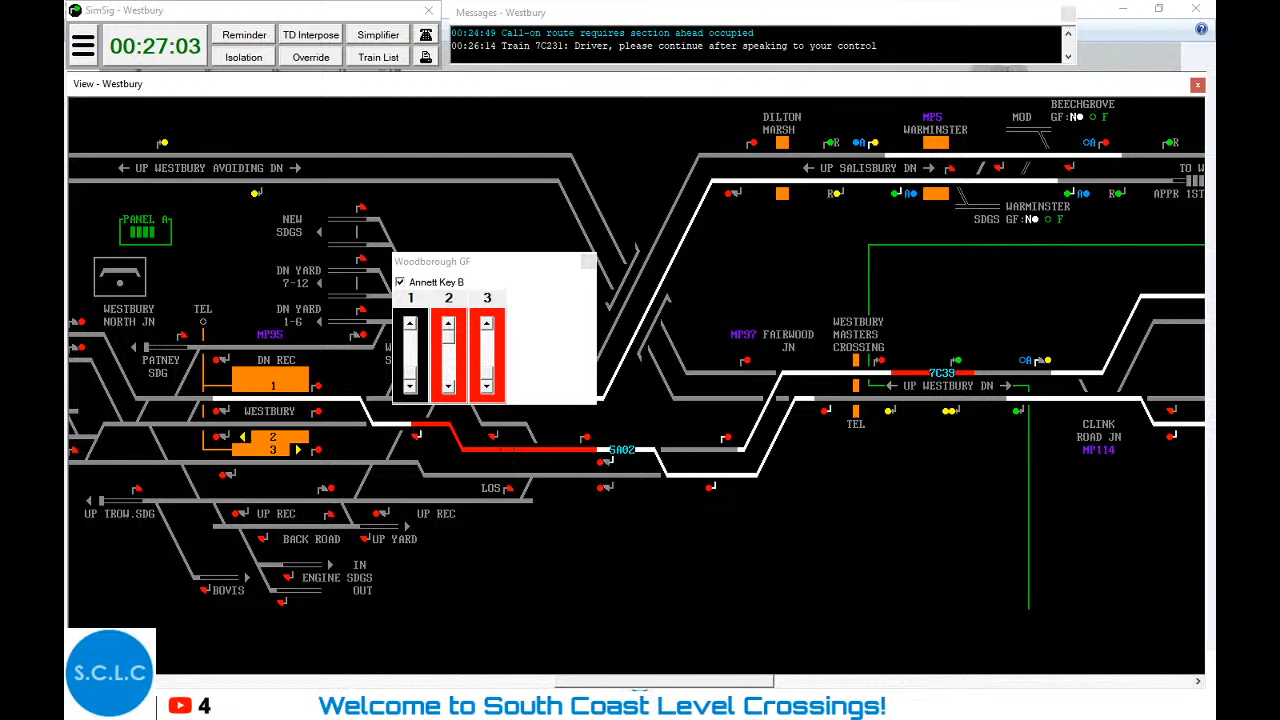 SimSig - Westbury
Messages - Westbury
00:27:03
Reminder
TD Interpose
Simplifier
Isolation
Override
Train List
00:24:49 Call-on route requires section ahead occupied
00:26:14 Train 7C231: Driver, please continue after speaking to your control
View - Westbury
BEECHGROVE
GF:N F
DILTON
MARSH
MP5
WARMINSTER
MOD
R
A
A
R
← UP WESTBURY AVOIDING DN →
← UP SALISBURY DN →
TO W
R
A
A
R
APPR 1ST
WARMINSTER
SDGS GF:N F
PANEL A
NEW
SDGS
DN YARD
7-12
DN YARD
1-6
Woodborough GF
Annett Key B
1 2 3
WESTBURY
NORTH JN
TEL
MP95
PATNEY
SDG
DN REC
1
WESTBURY
2
3
MP97 FAIRWOOD
JN
WESTBURY
MASTERS
CROSSING
A
7C39
← UP WESTBURY DN →
TEL
CLINK
ROAD JN
MP114
5A02
LOS
UP TROW.SDG
UP REC
UP REC
BACK ROAD
UP YARD
IN
ENGINE SDGS
OUT
BOVIS
S.C.L.C
4
Welcome to South Coast Level Crossings!